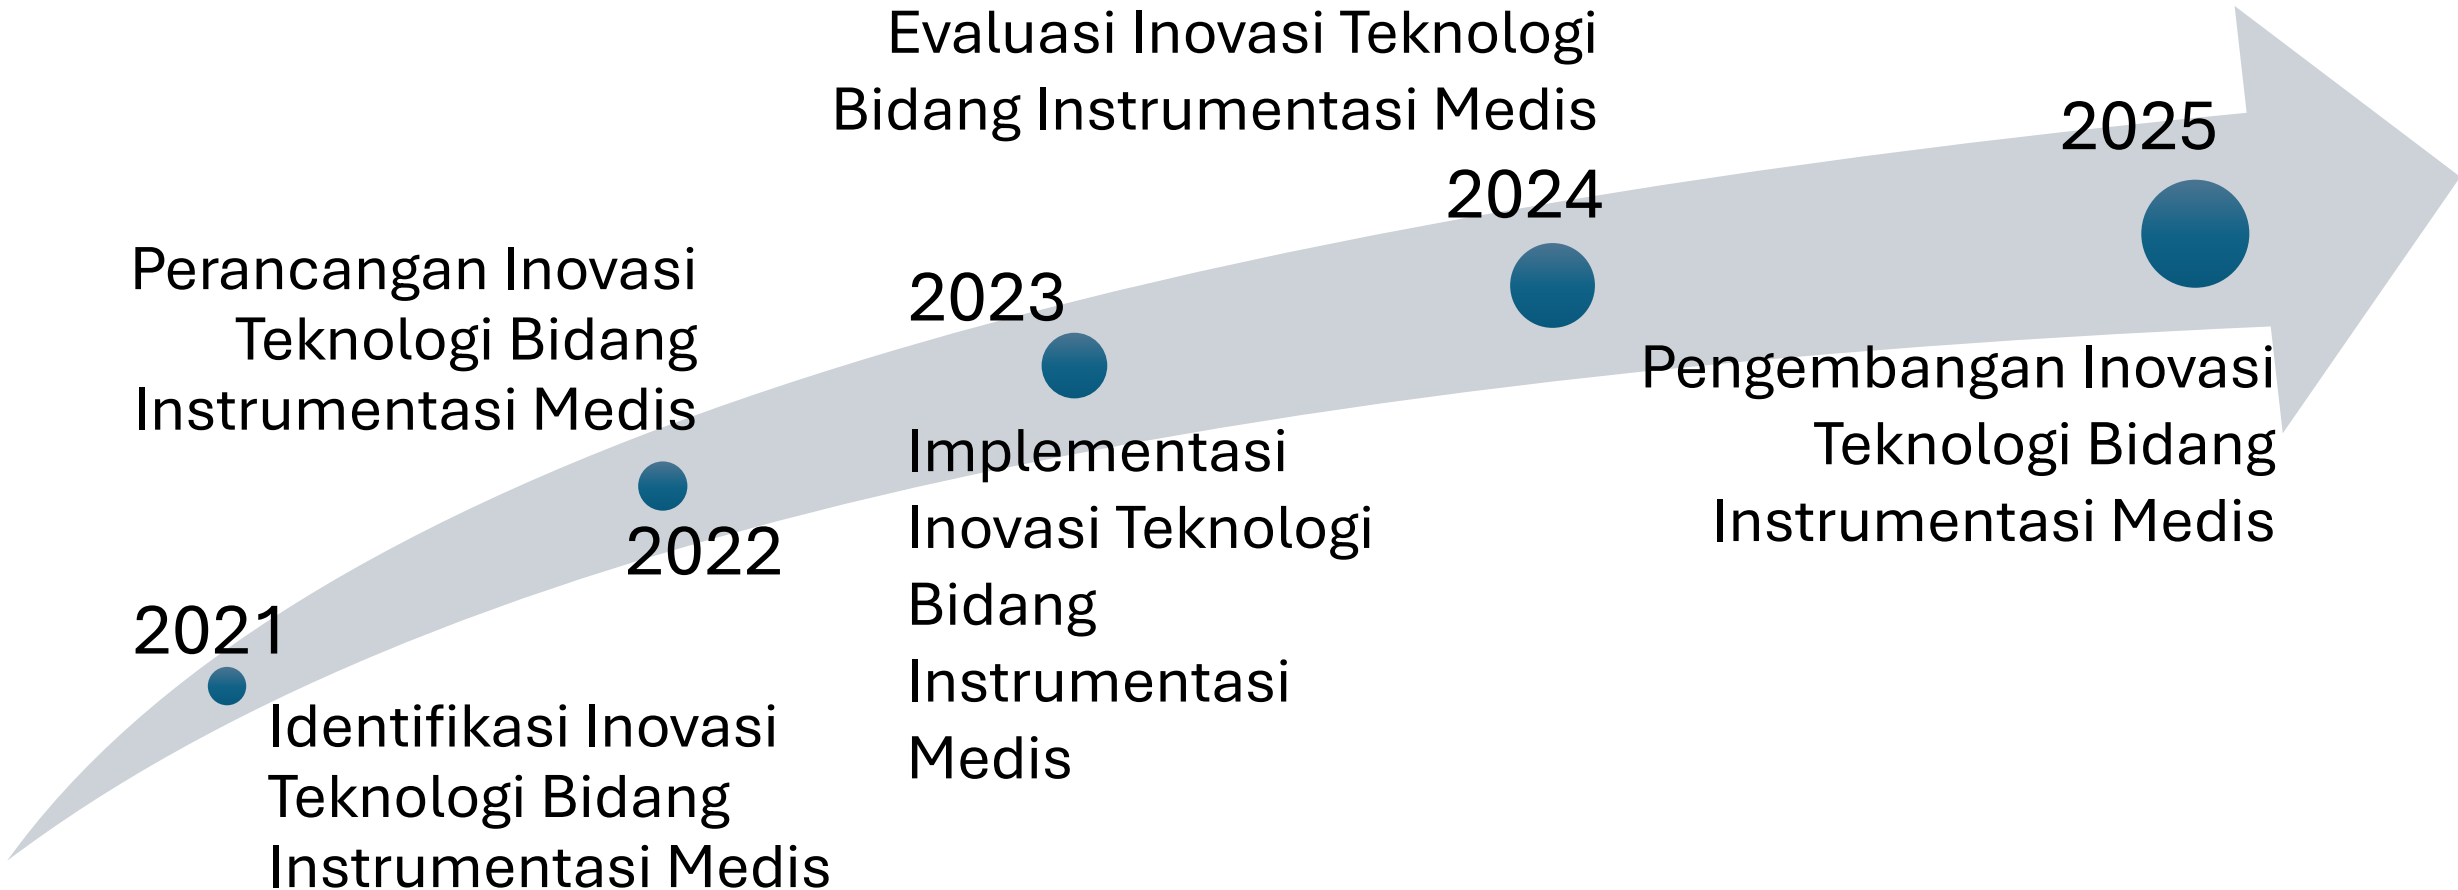 2021
Identifikasi Inovasi
Teknologi Bidang
Instrumentasi Medis
Perancangan Inovasi
Teknologi Bidang
Instrumentasi Medis
2022
2023
Implementasi
Inovasi Teknologi
Bidang
Instrumentasi
Medis
Evaluasi Inovasi Teknologi
Bidang Instrumentasi Medis
2024
2025
Pengembangan Inovasi
Teknologi Bidang
Instrumentasi Medis